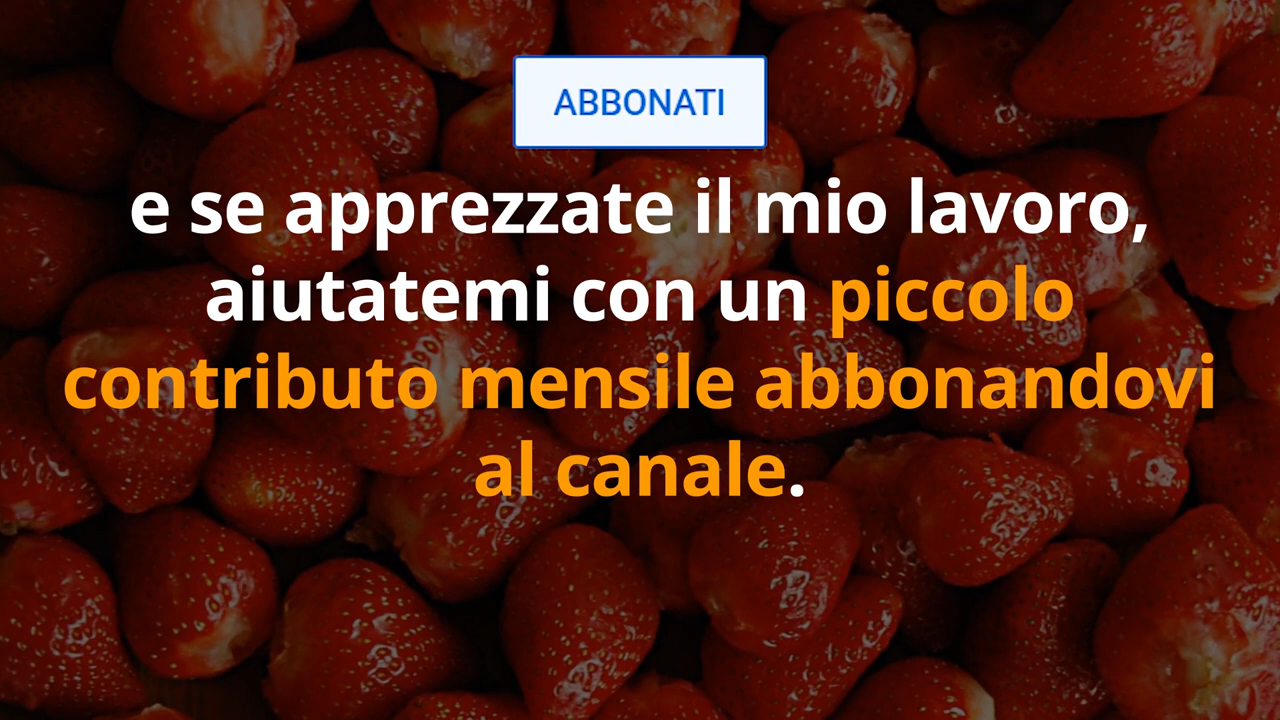 ABBONATI
e se apprezzate il mio lavoro,
aiutatemi con un piccolo
contributo mensile abbonandovi
al canale.